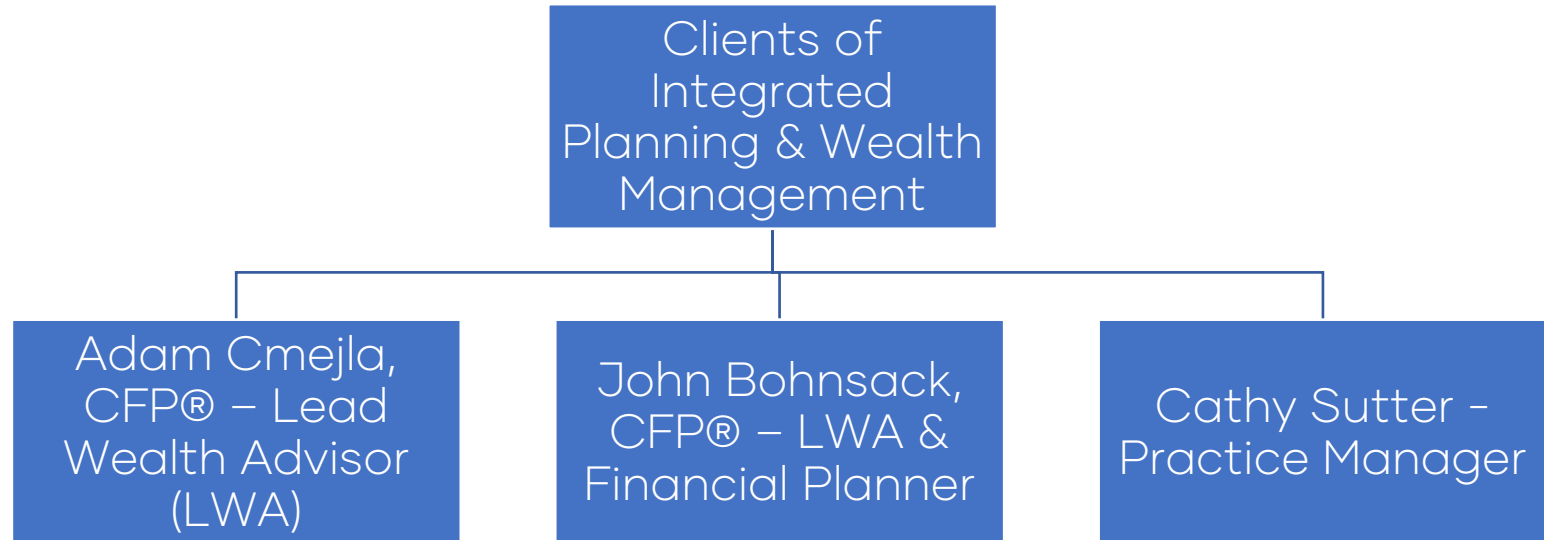 Clients of
Integrated
Planning & Wealth
Management
Adam Cmejla,
CFP® – Lead
Wealth Advisor
(LWA)
John Bohnsack,
CFP® – LWA &
Financial Planner
Cathy Sutter -
Practice Manager